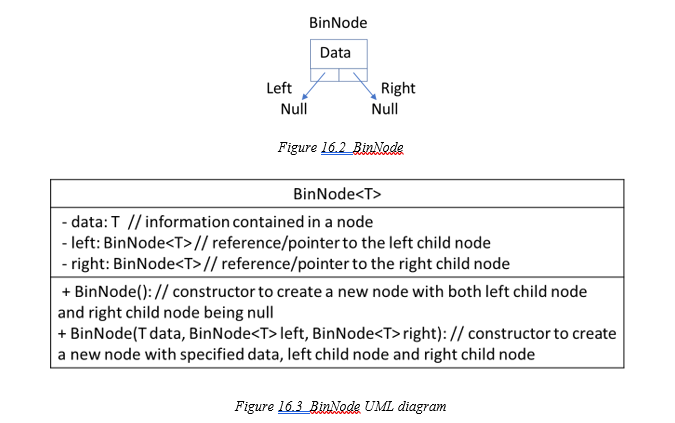 BinNode
Data
Left Right
Null Null
Figure 16.2 BinNode
BinNode<T>
- data: T // information contained in a node
- left: BinNode<T> // reference/pointer to the left child node
- right: BinNode<T> // reference/pointer to the right child node
+ BinNode(): // constructor to create a new node with both left child node
and right child node being null
+ BinNode(T data, BinNode<T> left, BinNode<T> right): // constructor to create
a new node with specified data, left child node and right child node
Figure 16.3 BinNode UML diagram